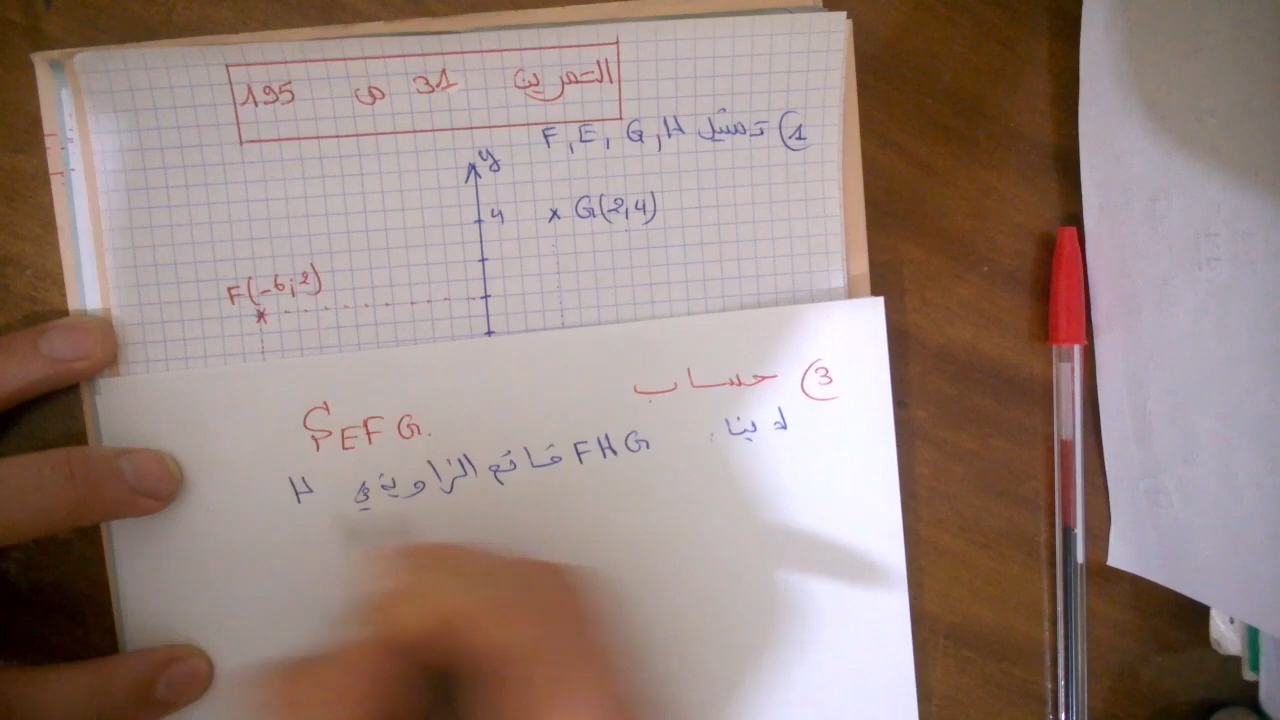 التمرين 31 ص 195
1) تمثيل F, E, G, H
y
4
G(2,4)
F(-6;2)
3) حساب S EFG.
لدينا FHG قائم الزاوية في H